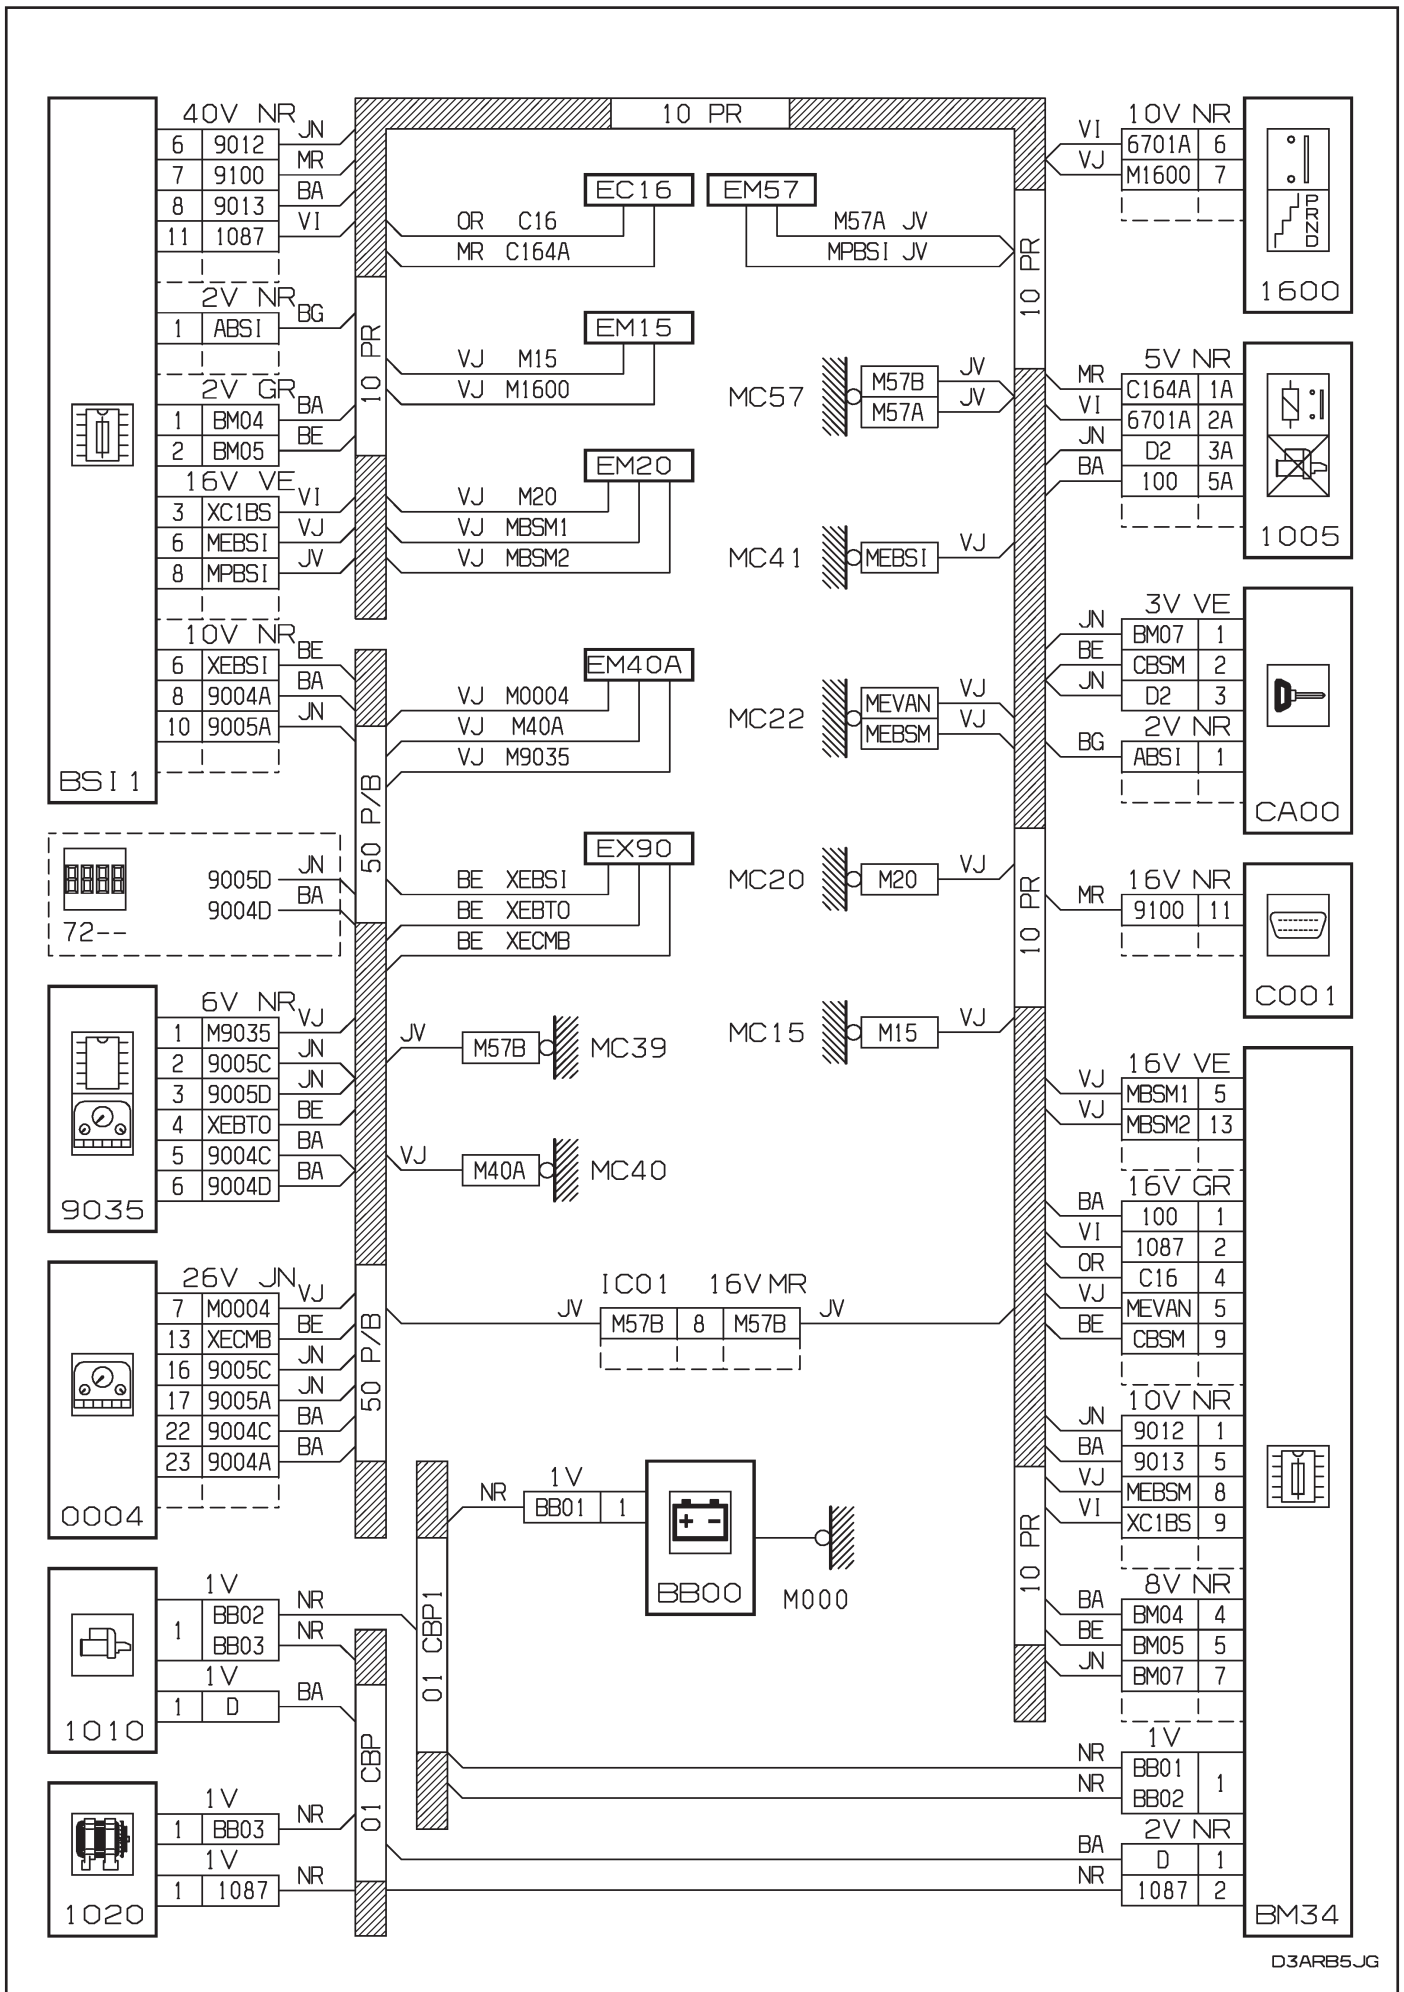 10 PR
40V NR
6 9012 JN
7 9100 MR
8 9013 BA
11 1087 VI
2V NR
1 ABSI BG
2V GR
1 BM04 BA
2 BM05 BE
16V VE
3 XC1BS VI
6 MEBSI VJ
8 MPBSI JV
10V NR
6 XEBSI BE
8 9004A BA
10 9005A JN
BSI1
9005D JN
9004D BA
72--
6V NR
1 M9035 VJ
2 9005C JN
3 9005D JN
4 XEBTO BE
5 9004C BA
6 9004D BA
9035
26V JN
7 M0004 VJ
13 XECMB BE
16 9005C JN
17 9005A JN
22 9004C BA
23 9004A BA
0004
1V
1 BB02 NR
BB03 NR
1V
1 D BA
1010
1V
1 BB03 NR
1V
1 1087 NR
1020
10 PR
50 P/B
50 P/B
01 CBP
01 CBP1
EC16
OR C16
MR C164A
EM57
M57A JV
MPBSI JV
EM15
VJ M15
VJ M1600
EM20
VJ M20
VJ MBSM1
VJ MBSM2
EM40A
VJ M0004
VJ M40A
VJ M9035
EX90
BE XEBSI
BE XEBTO
BE XECMB
JV M57B MC39
VJ M40A MC40
MC57 M57B JV
M57A JV
MC41 MEBSI VJ
MC22 MEVAN VJ
MEBSM VJ
MC20 M20 VJ
MC15 M15 VJ
IC01 16V MR
JV M57B 8 M57B JV
1V
NR BB01 1
+ -
BB00
M000
10 PR
10 PR
10 PR
10V NR
VI 6701A 6
VJ M1600 7
PRND
1600
5V NR
MR C164A 1A
VI 6701A 2A
JN D2 3A
BA 100 5A
1005
3V VE
JN BM07 1
BE CBSM 2
JN D2 3
2V NR
BG ABSI 1
CA00
16V NR
MR 9100 11
C001
16V VE
VJ MBSM1 5
VJ MBSM2 13
16V GR
BA 100 1
VI 1087 2
OR C16 4
VJ MEVAN 5
BE CBSM 9
10V NR
JN 9012 1
BA 9013 5
VJ MEBSM 8
VI XC1BS 9
8V NR
BA BM04 4
BE BM05 5
JN BM07 7
1V
NR BB01 1
NR BB02
2V NR
BA D 1
NR 1087 2
BM34
D3ARB5JG